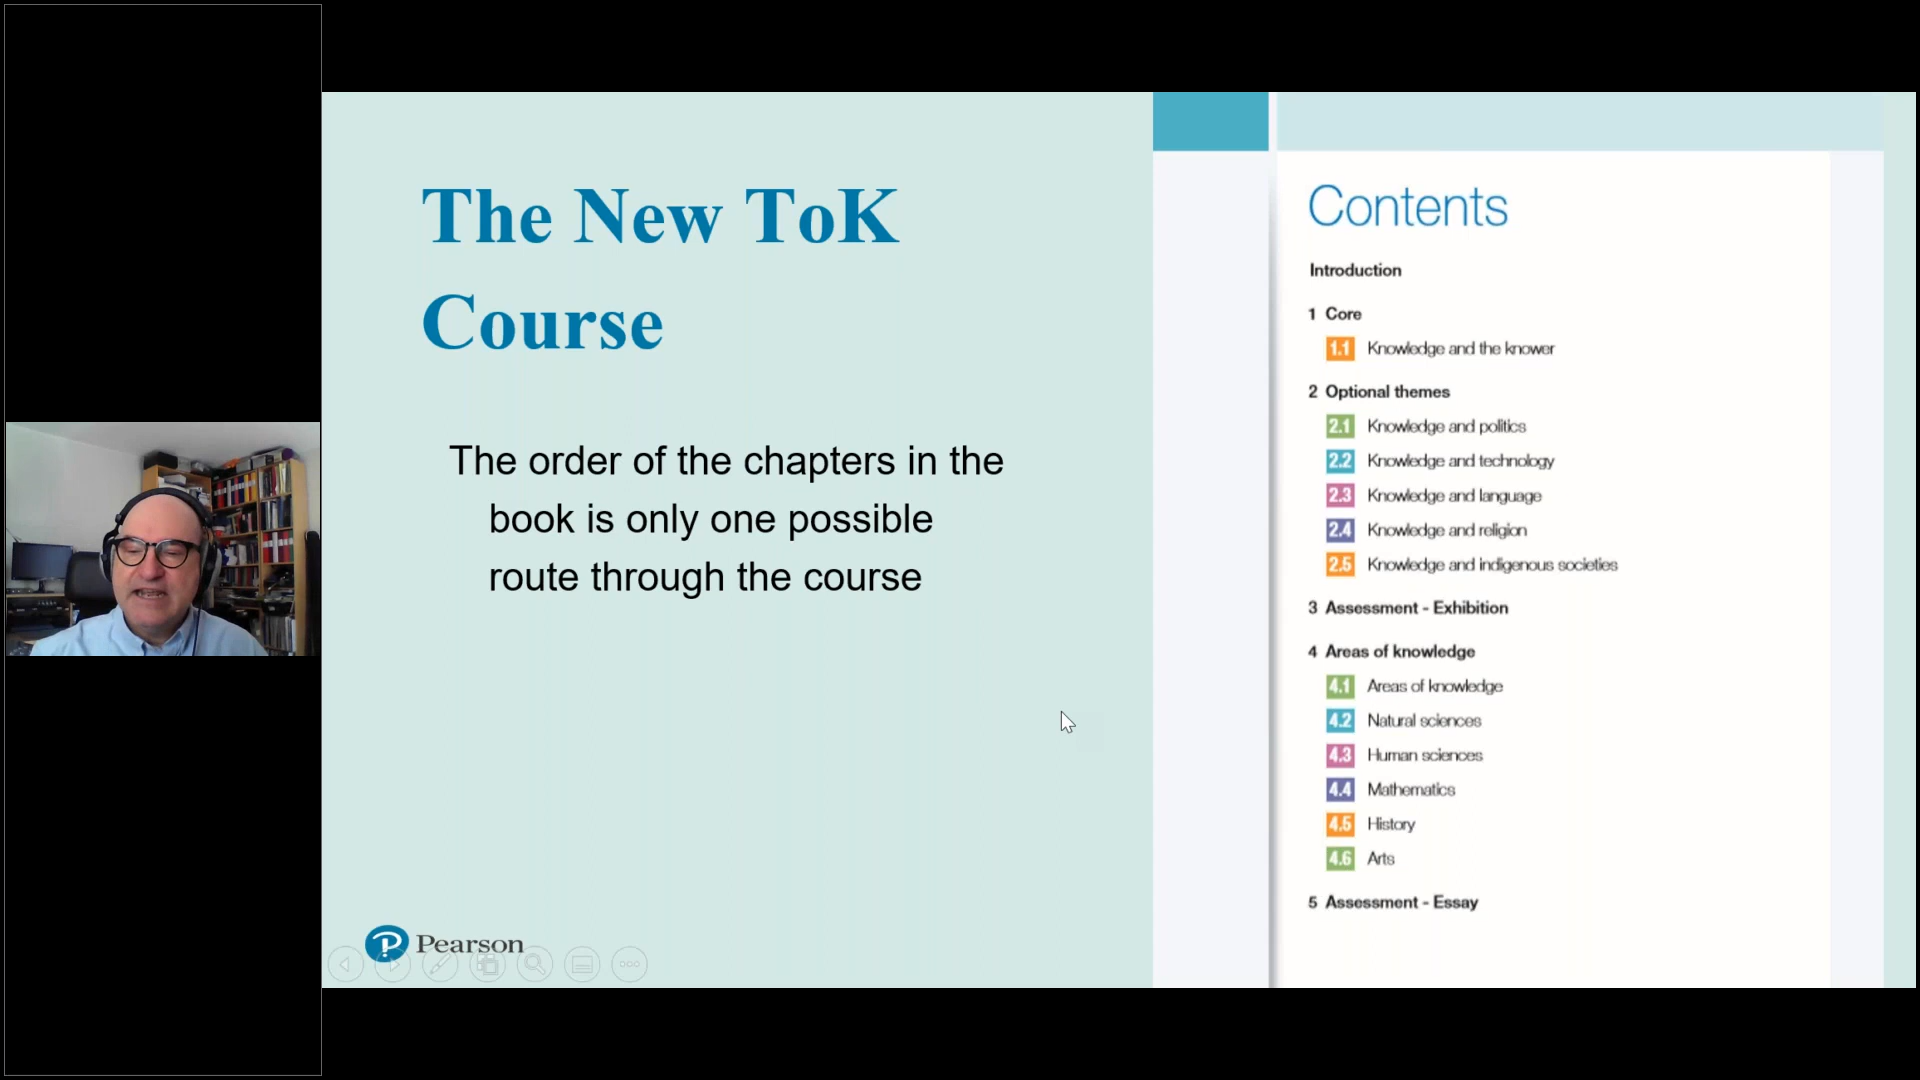 The New ToK
Course
The order of the chapters in the
book is only one possible
route through the course
Pearson
Contents
Introduction
1 Core
1.1 Knowledge and the knower
2 Optional themes
2.1 Knowledge and politics
2.2 Knowledge and technology
2.3 Knowledge and language
2.4 Knowledge and religion
2.5 Knowledge and indigenous societies
3 Assessment - Exhibition
4 Areas of knowledge
4.1 Areas of knowledge
4.2 Natural sciences
4.3 Human sciences
4.4 Mathematics
4.5 History
4.6 Arts
5 Assessment - Essay